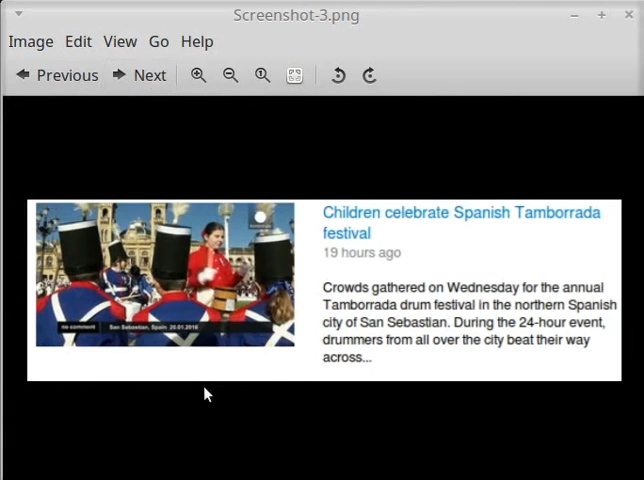 Screenshot-3.png
Image Edit View Go Help
Previous Next
Children celebrate Spanish Tamborrada
festival
19 hours ago
Crowds gathered on Wednesday for the annual
Tamborrada drum festival in the northern Spanish
city of San Sebastian. During the 24-hour event,
drummers from all over the city beat their way
across...
no comment San Sebastian, Spain 20.01.2016